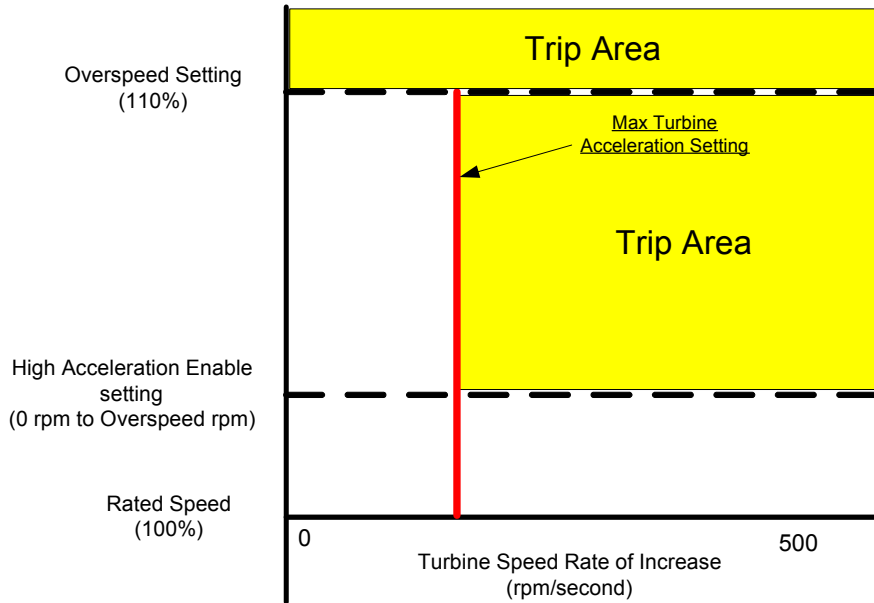 Trip Area
Overspeed Setting
(110%)
Max Turbine
Acceleration Setting
Trip Area
High Acceleration Enable
setting
(0 rpm to Overspeed rpm)
Rated Speed
(100%)
0
500
Turbine Speed Rate of Increase
(rpm/second)